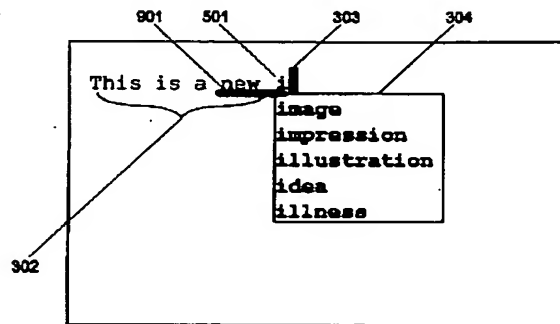 901 501 303 304
This is a new i
image
impression
illustration
idea
illness
302